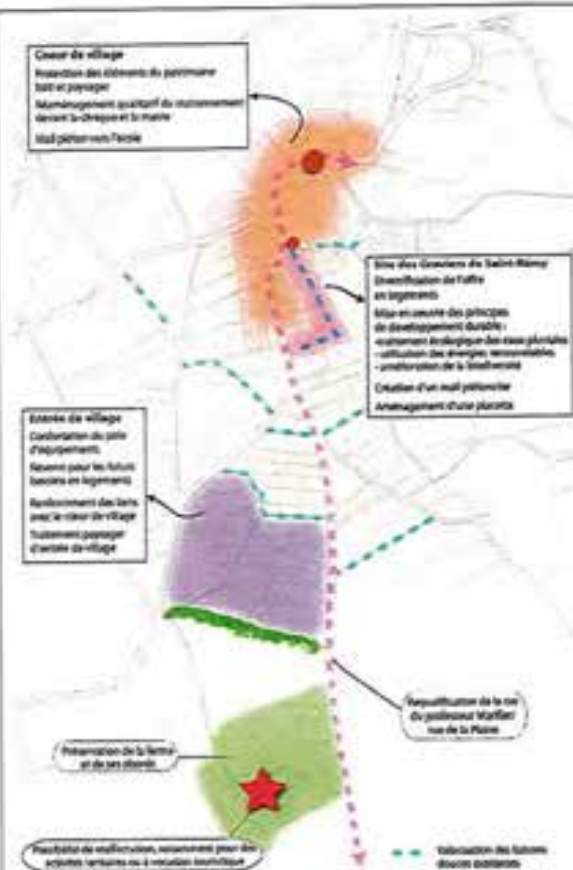 Coeur de village
Protection des éléments du patrimoine
bâti et paysager
Réaménagement qualitatif du stationnement
devant la clinique et la mairie
Mail piéton vers l'école
Site des Graviers de Saint-Rémy
Diversification de l'offre
en logements
Mise en oeuvre des principes
de développement durable :
-traitement écologique des eaux pluviales
- utilisation des énergies renouvelables
- amélioration de la biodiversité
Création d'un mail piétonnier
Aménagement d'une placette
Entrée de village
Confortation du pôle
d'équipements
Réserve pour les futurs
besoins en logements
Renforcement des liens
avec le cœur de village
Traitement paysager
d'entrée de village
Requalification de la rue
du professeur
rue de la Plaine
Préservation de la ferme
et de ses abords
Possibilité de notamment pour des
activités tertiaires ou à vocation touristique
Valorisation des liaisons
douces existantes